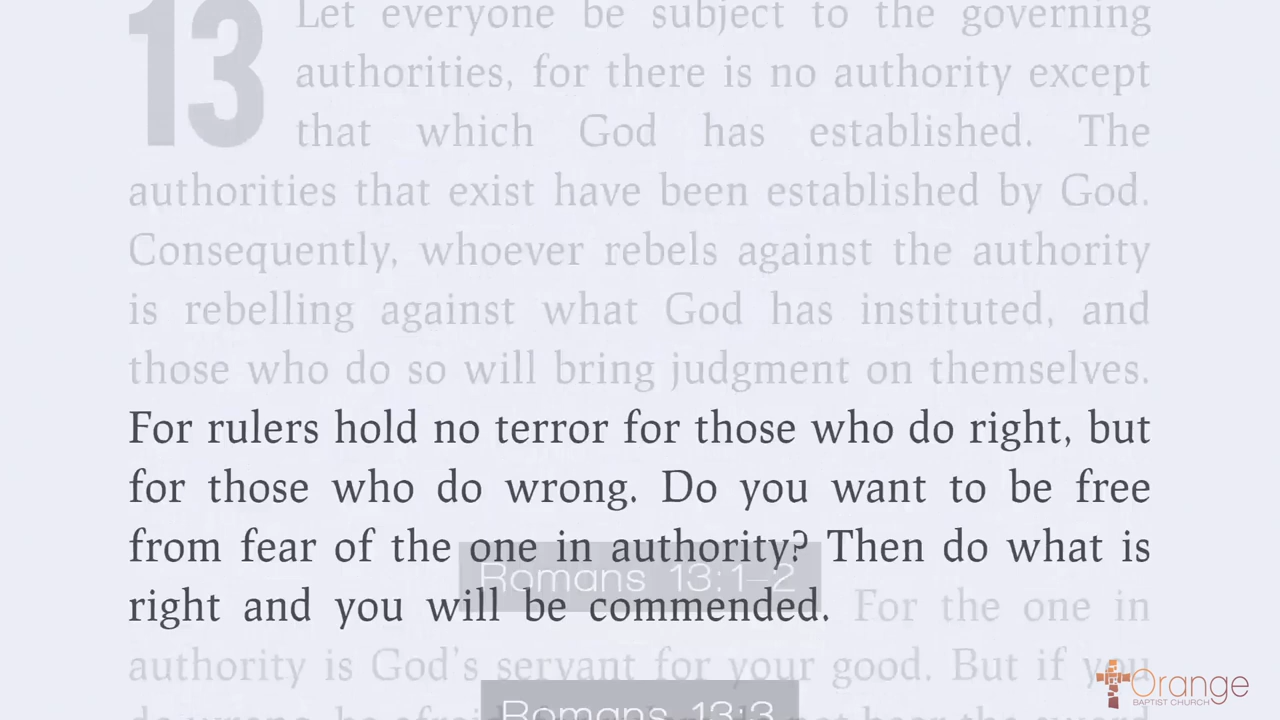 13
Let everyone be subject to the governing
authorities, for there is no authority except
that which God has established. The
authorities that exist have been established by God.
Consequently, whoever rebels against the authority
is rebelling against what God has instituted, and
those who do so will bring judgment on themselves.
For rulers hold no terror for those who do right, but
for those who do wrong. Do you want to be free
from fear of the one in authority? Then do what is
Romans 13:1–2
right and you will be commended. For the one in
authority is God's servant for your good. But if you
Romans 13:3
Orange
BAPTIST CHURCH